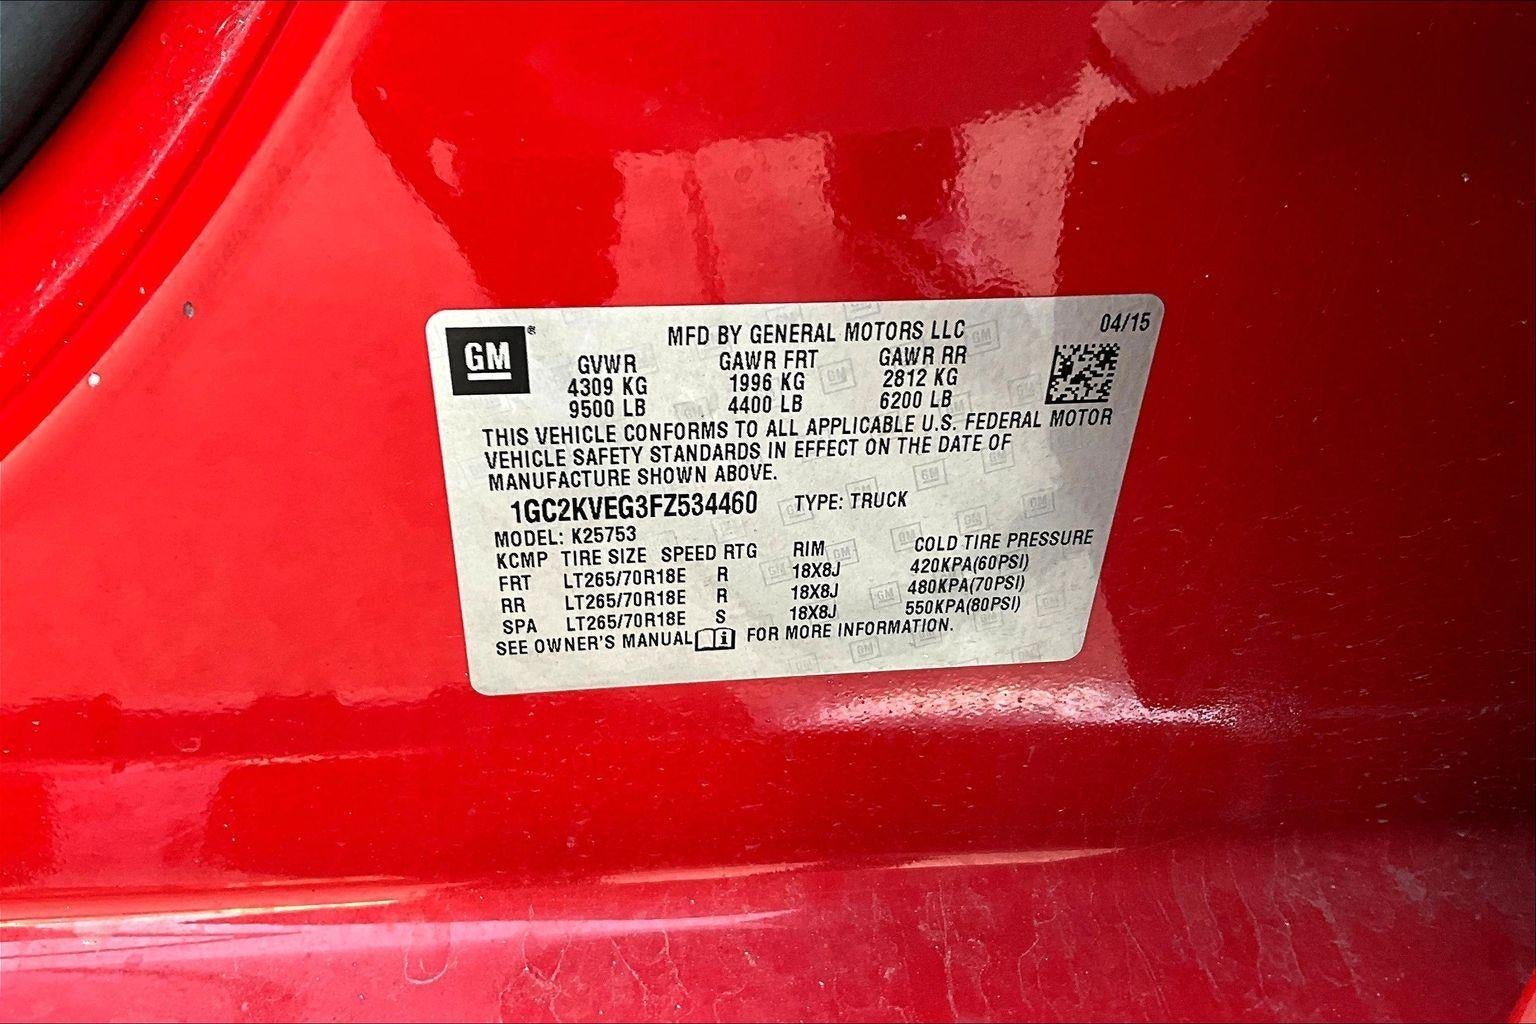 GM® MFD BY GENERAL MOTORS LLC 04/15
GVWR GAWR FRT GAWR RR
4309 KG 1996 KG 2812 KG
9500 LB 4400 LB 6200 LB
THIS VEHICLE CONFORMS TO ALL APPLICABLE U.S. FEDERAL MOTOR
VEHICLE SAFETY STANDARDS IN EFFECT ON THE DATE OF
MANUFACTURE SHOWN ABOVE.
1GC2KVEG3FZ534460 TYPE: TRUCK
MODEL: K25753
KCMP TIRE SIZE SPEED RTG RIM COLD TIRE PRESSURE
FRT LT265/70R18E R 18X8J 420KPA(60PSI)
RR LT265/70R18E R 18X8J 480KPA(70PSI)
SPA LT265/70R18E S 18X8J 550KPA(80PSI)
SEE OWNER'S MANUAL FOR MORE INFORMATION.